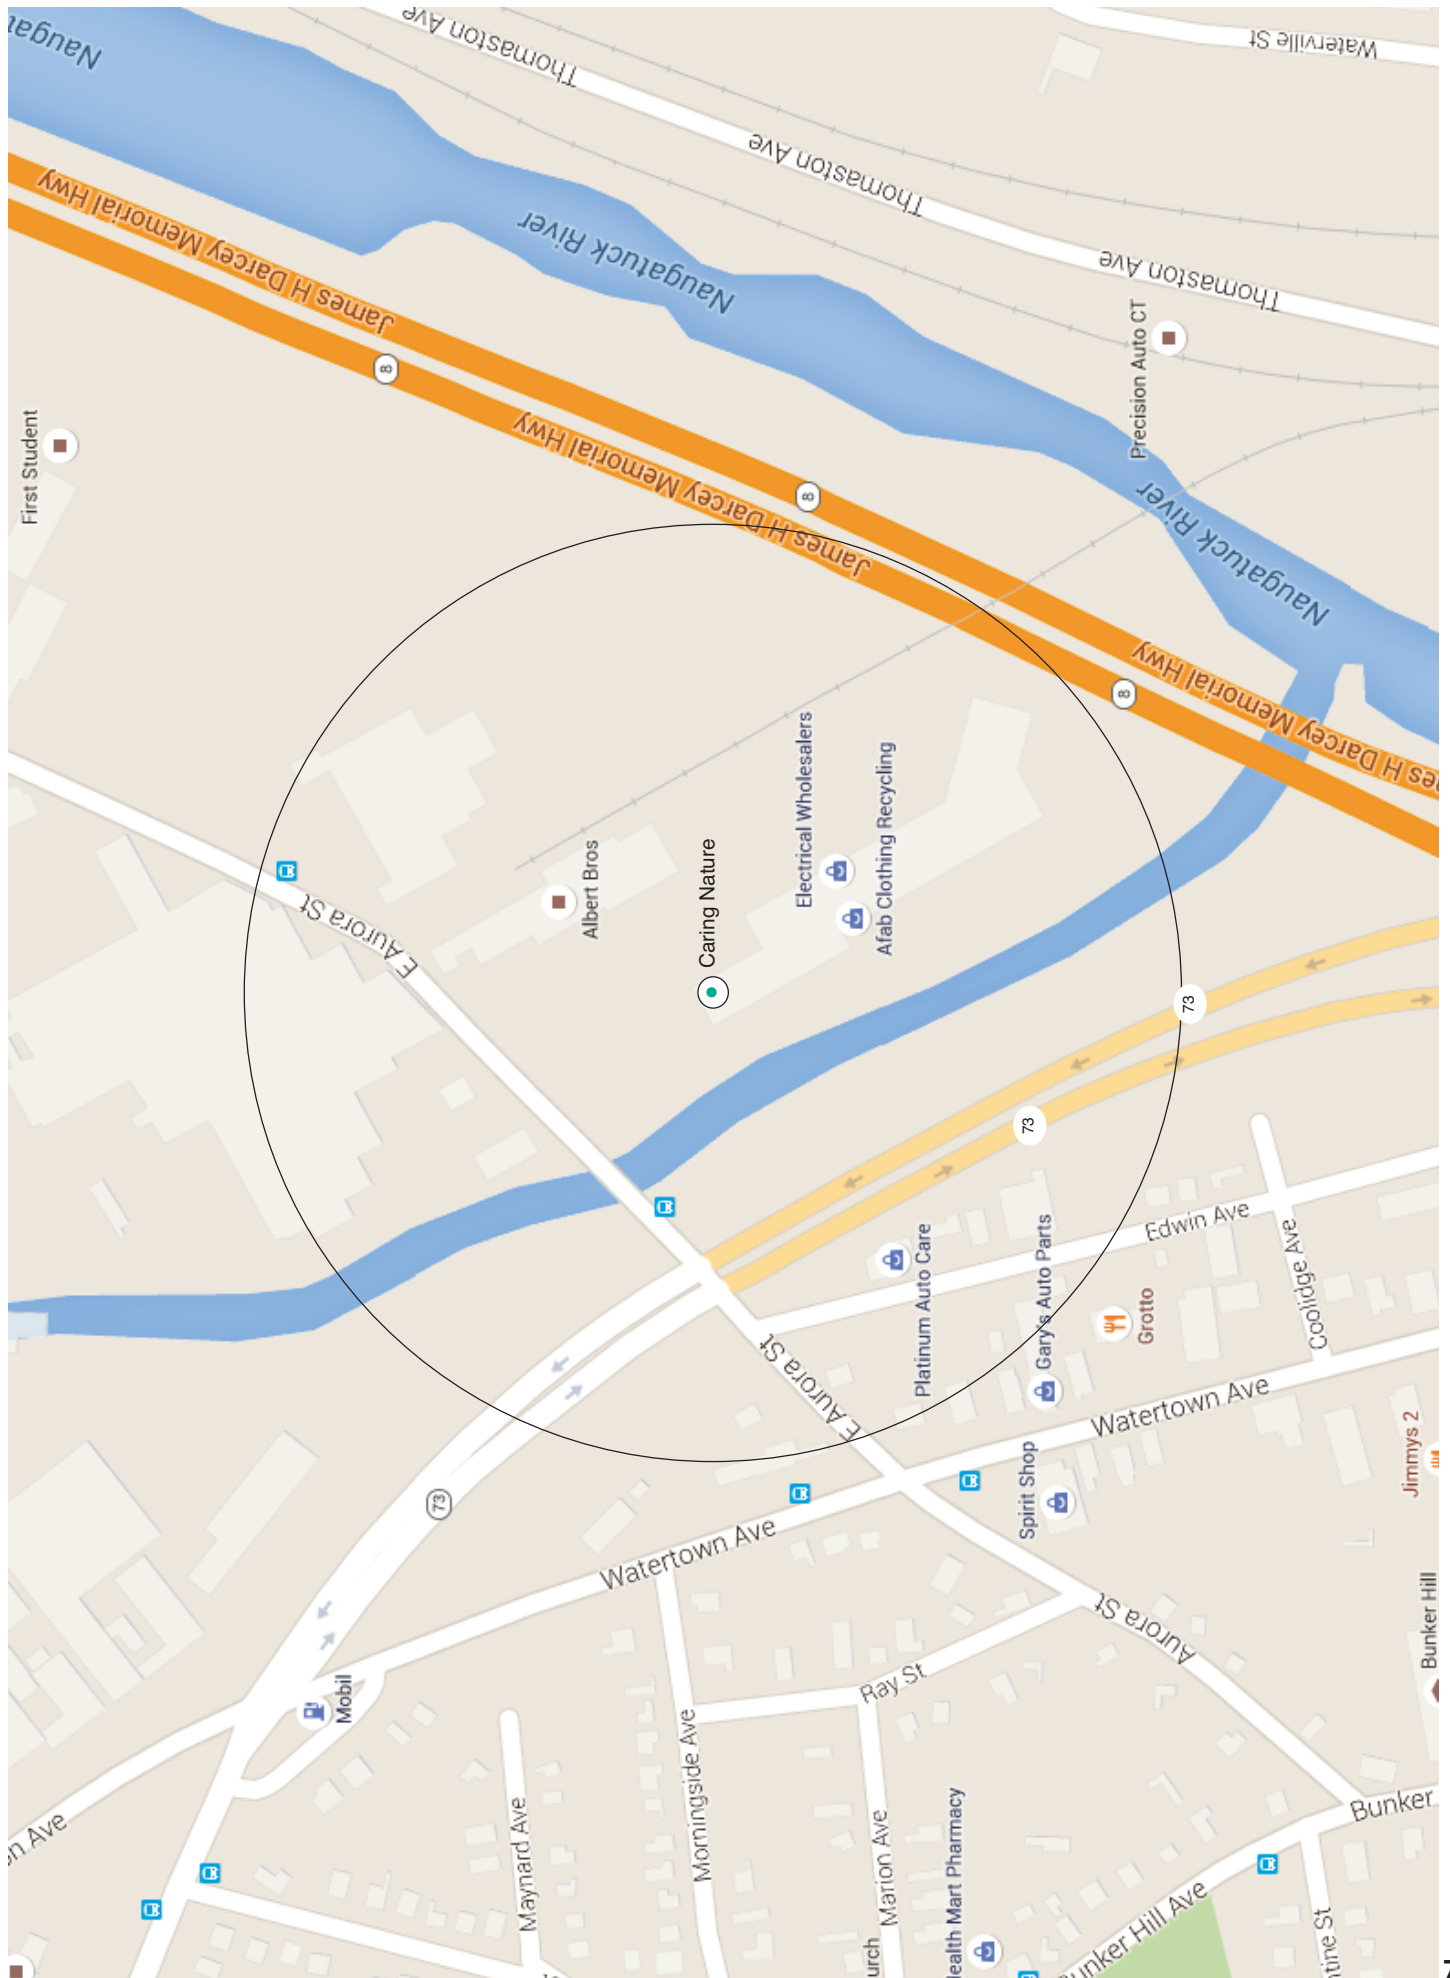 Naugatuck River
Naugatuck River
Thomaston Ave
Thomaston Ave
Thomaston Ave
Waterville St
James H Darcey Memorial Hwy
James H Darcey Memorial Hwy
James H Darcey Memorial Hwy
8
8
8
First Student
Precision Auto CT
E Aurora St
Albert Bros
Caring Nature
Electrical Wholesalers
Afab Clothing Recycling
73
73
73
Platinum Auto Care
Gary's Auto Parts
Grotto
Edwin Ave
Coolidge Ave
E Aurora St
Watertown Ave
Watertown Ave
Spirit Shop
Jimmys 2
Bunker Hill
Mobil
Aurora St
Ray St
Morningside Ave
Maynard Ave
Marion Ave
Bunker